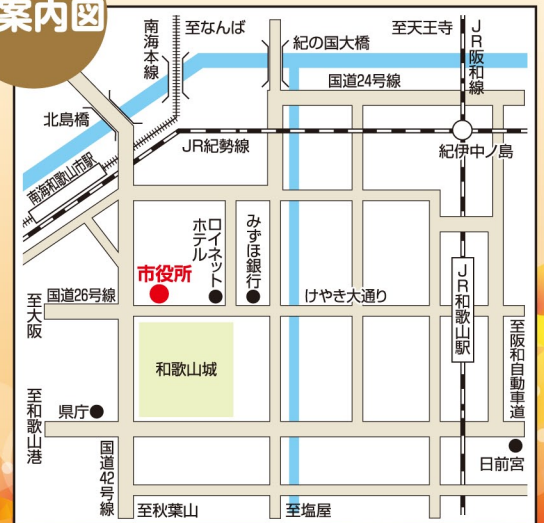 案内図
南海本線
至なんば
紀の国大橋
至天王寺
JR阪和線
国道24号線
北島橋
JR紀勢線
紀伊中ノ島
南海和歌山市駅
市役所
ロイネットホテル
みずほ銀行
国道26号線
けやき大通り
JR和歌山駅
至大阪
至阪和自動車道
和歌山城
至和歌山港
県庁
国道42号線
日前宮
至秋葉山
至塩屋